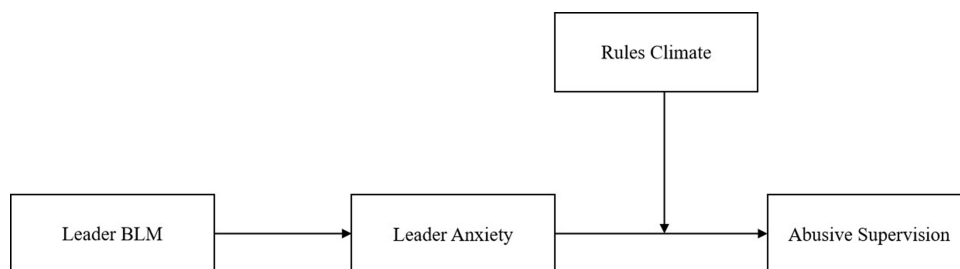 Rules Climate
Leader BLM
Leader Anxiety
Abusive Supervision